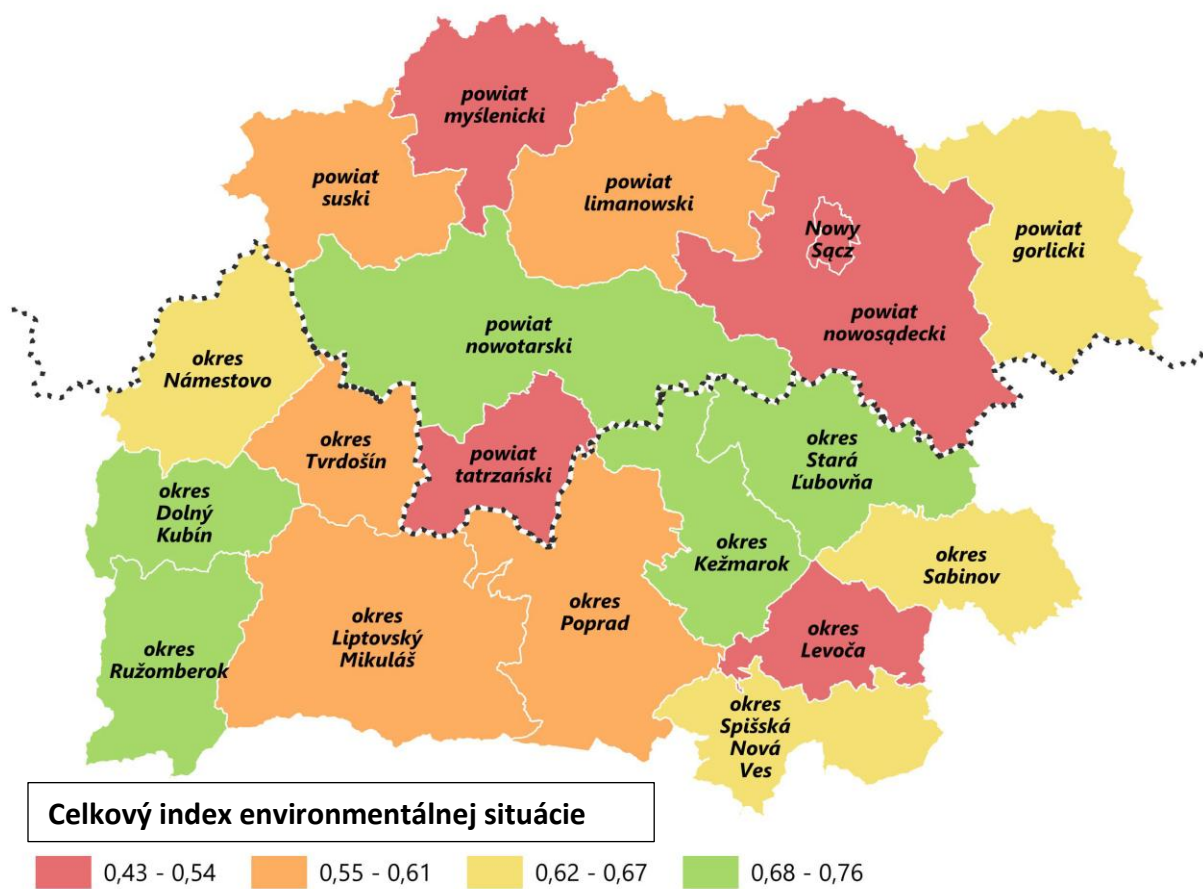 powiat
myślenicki
powiat
suski
powiat
limanowski
Nowy
Sącz
powiat
gorlicki
powiat
nowosądecki
powiat
nowotarski
okres
Námestovo
okres
Tvrdošín
powiat
tatrzański
okres
Stará
Ľubovňa
okres
Dolný
Kubín
okres
Kežmarok
okres
Sabinov
okres
Poprad
okres
Liptovský
Mikuláš
okres
Levoča
okres
Ružomberok
okres
Spišská
Nová
Ves
Celkový index environmentálnej situácie
0,43 - 0,54
0,55 - 0,61
0,62 - 0,67
0,68 - 0,76